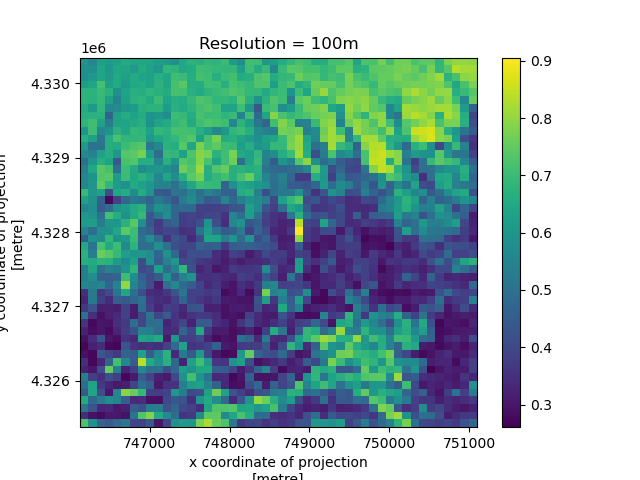 Resolution = 100m
1e6
4.330
4.329
4.328
4.327
4.326
y coordinate of projection
[metre]
747000 748000 749000 750000 751000
x coordinate of projection
[metre]
0.9
0.8
0.7
0.6
0.5
0.4
0.3